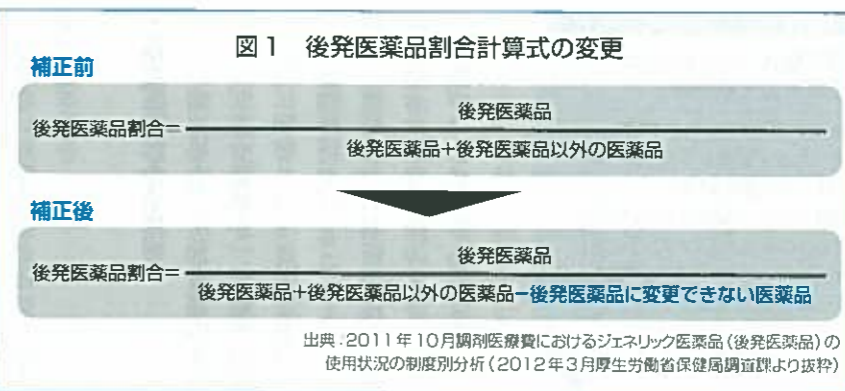 図1 後発医薬品割合計算式の変更
補正前
後発医薬品
後発医薬品割合=
後発医薬品+後発医薬品以外の医薬品
補正後
後発医薬品
後発医薬品割合=
後発医薬品+後発医薬品以外の医薬品-後発医薬品に変更できない医薬品
出典:2011年10月調剤医療費におけるジェネリック医薬品(後発医薬品)の
使用状況の制度別分析(2012年3月厚生労働省保健局調査課より抜粋)